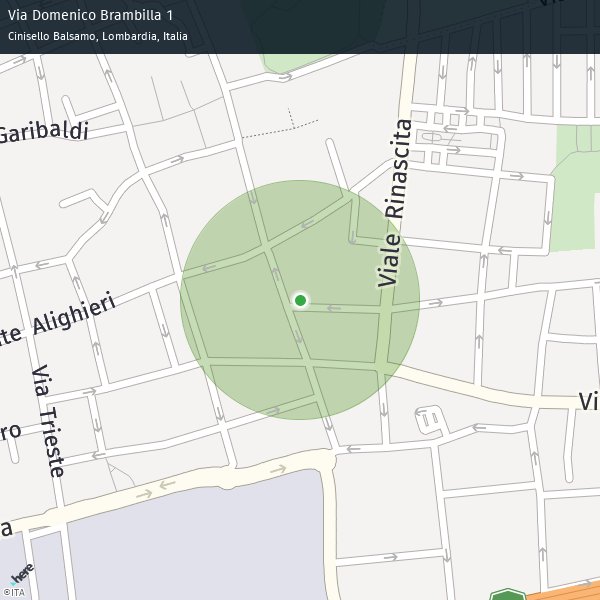 Via Domenico Brambilla 1
Cinisello Balsamo, Lombardia, Italia
Garibaldi
Viale Rinascita
te Alighieri
Via Trieste
Vi
ro
a
here
©ITA